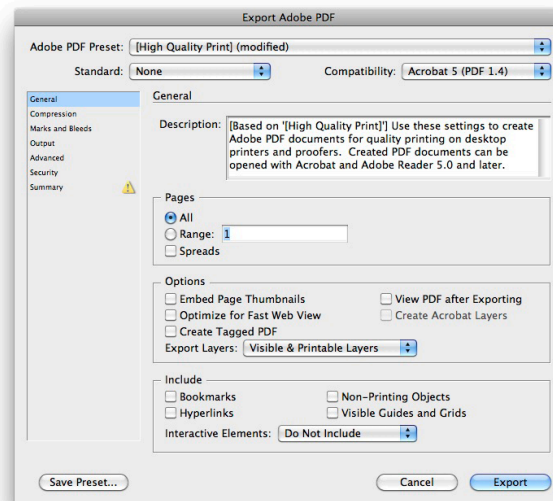 Export Adobe PDF
Adobe PDF Preset: [High Quality Print] (modified)
Standard: None Compatibility: Acrobat 5 (PDF 1.4)
General
Compression
Marks and Bleeds
Output
Advanced
Security
Summary
General
Description: [Based on '[High Quality Print]'] Use these settings to create
Adobe PDF documents for quality printing on desktop
printers and proofers. Created PDF documents can be
opened with Acrobat and Adobe Reader 5.0 and later.
Pages
All
Range: 1
Spreads
Options
Embed Page Thumbnails View PDF after Exporting
Optimize for Fast Web View Create Acrobat Layers
Create Tagged PDF
Export Layers: Visible & Printable Layers
Include
Bookmarks Non-Printing Objects
Hyperlinks Visible Guides and Grids
Interactive Elements: Do Not Include
Save Preset... Cancel Export